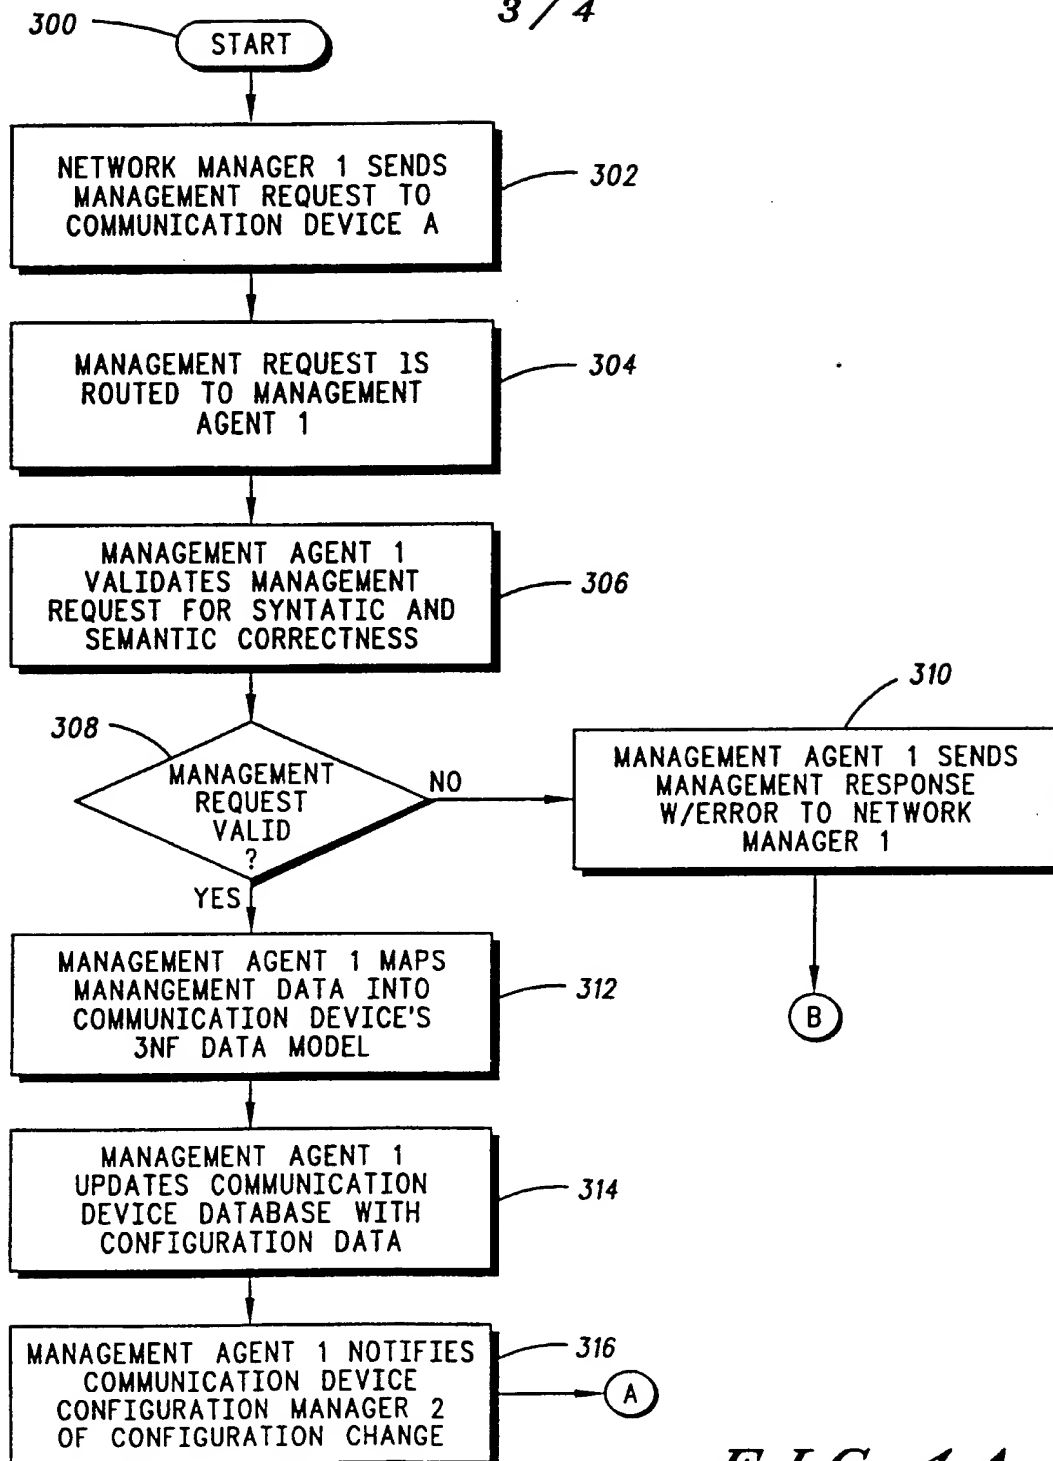 3/4
300
START
NETWORK MANAGER 1 SENDS
MANAGEMENT REQUEST TO
COMMUNICATION DEVICE A
302
MANAGEMENT REQUEST IS
ROUTED TO MANAGEMENT
AGENT 1
304
MANAGEMENT AGENT 1
VALIDATES MANAGEMENT
REQUEST FOR SYNTATIC AND
SEMANTIC CORRECTNESS
306
308
MANAGEMENT
REQUEST
VALID
?
NO
YES
310
MANAGEMENT AGENT 1 SENDS
MANAGEMENT RESPONSE
W/ERROR TO NETWORK
MANAGER 1
B
MANAGEMENT AGENT 1 MAPS
MANANGEMENT DATA INTO
COMMUNICATION DEVICE'S
3NF DATA MODEL
312
MANAGEMENT AGENT 1
UPDATES COMMUNICATION
DEVICE DATABASE WITH
CONFIGURATION DATA
314
MANAGEMENT AGENT 1 NOTIFIES
COMMUNICATION DEVICE
CONFIGURATION MANAGER 2
OF CONFIGURATION CHANGE
316
A